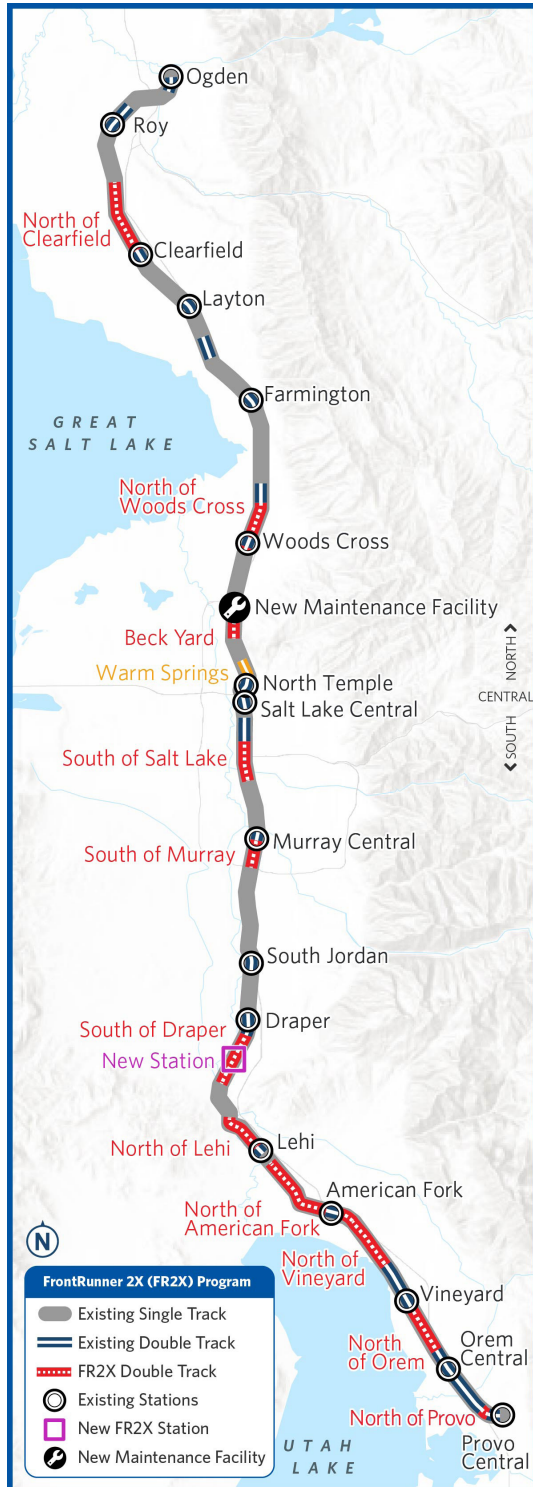 Ogden
Roy
North of
Clearfield
Clearfield
Layton
Farmington
GREAT
SALT LAKE
North of
Woods Cross
Woods Cross
New Maintenance Facility
Beck Yard
NORTH
Warm Springs
North Temple
CENTRAL
Salt Lake Central
SOUTH
South of Salt Lake
Murray Central
South of Murray
South Jordan
South of Draper
Draper
New Station
North of Lehi
Lehi
American Fork
North of
American Fork
North of
Vineyard
N
FrontRunner 2X (FR2X) Program
Existing Single Track
Existing Double Track
FR2X Double Track
Existing Stations
New FR2X Station
New Maintenance Facility
Vineyard
North
of Orem
Orem
Central
North of Provo
Provo
Central
UTAH
LAKE